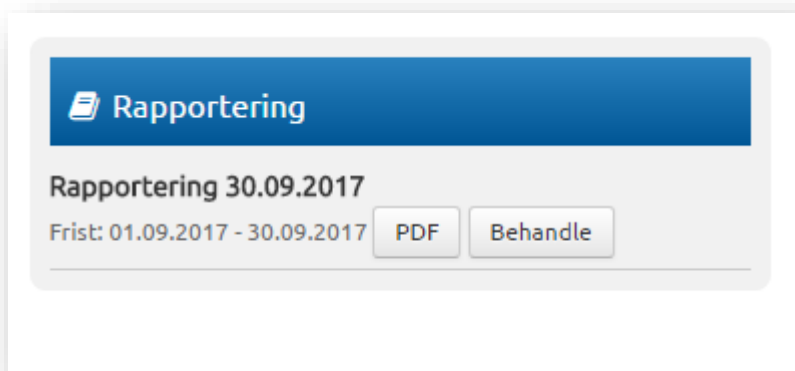 Rapportering
Rapportering 30.09.2017
Frist: 01.09.2017 - 30.09.2017 PDF Behandle